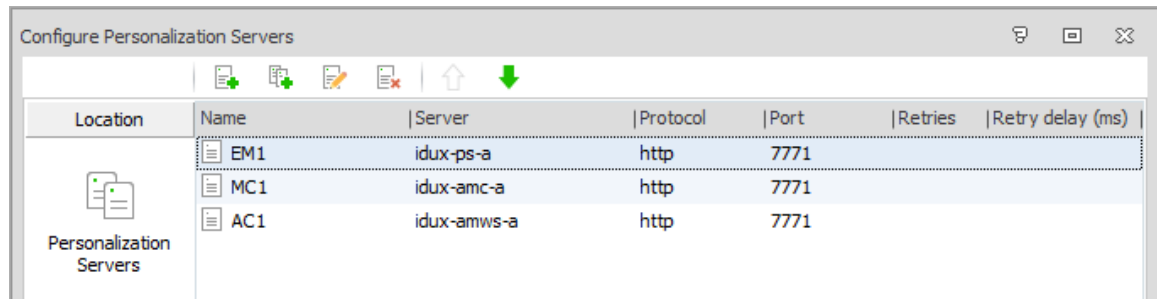 Configure Personalization Servers
Location
Name |Server |Protocol |Port |Retries |Retry delay (ms) |
EM1 idux-ps-a http 7771
MC1 idux-amc-a http 7771
AC1 idux-amws-a http 7771
Personalization
Servers